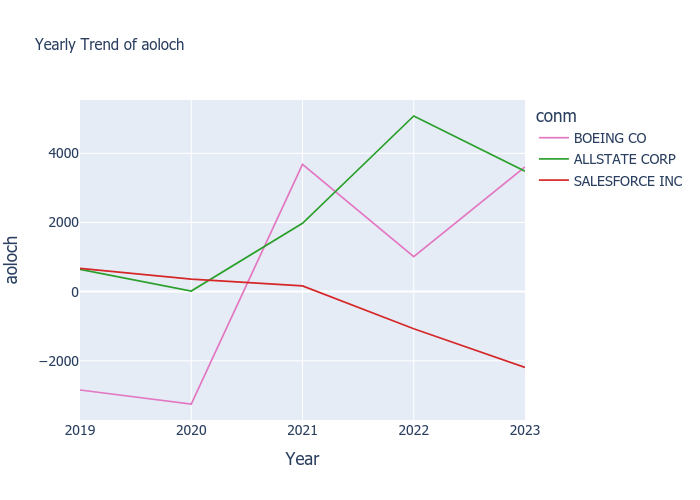 Yearly Trend of aoloch
conm
BOEING CO
ALLSTATE CORP
SALESFORCE INC
4000
2000
0
−2000
aoloch
2019
2020
2021
2022
2023
Year